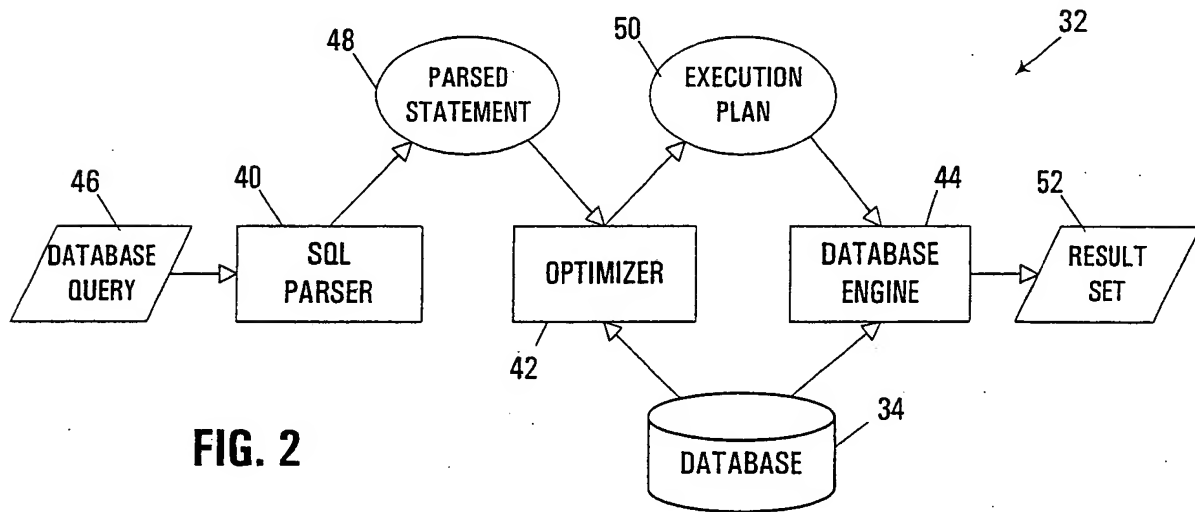 48
PARSED
STATEMENT
50
EXECUTION
PLAN
32
46
DATABASE
QUERY
40
SQL
PARSER
OPTIMIZER
42
44
DATABASE
ENGINE
52
RESULT
SET
34
DATABASE
FIG. 2